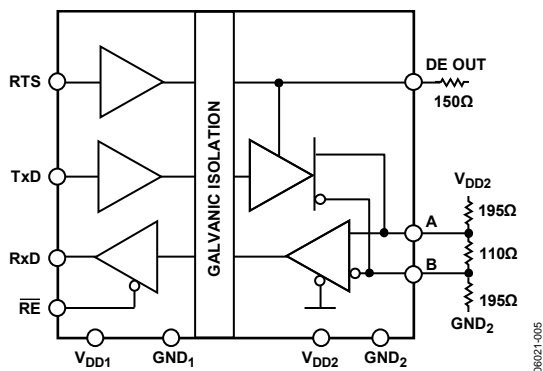 DE OUT
RTS
150Ω
GALVANIC ISOLATION
TxD
VDD2
195Ω
A
RxD
110Ω
B
RE
195Ω
GND2
VDD1
GND1
VDD2
GND2
06021-005